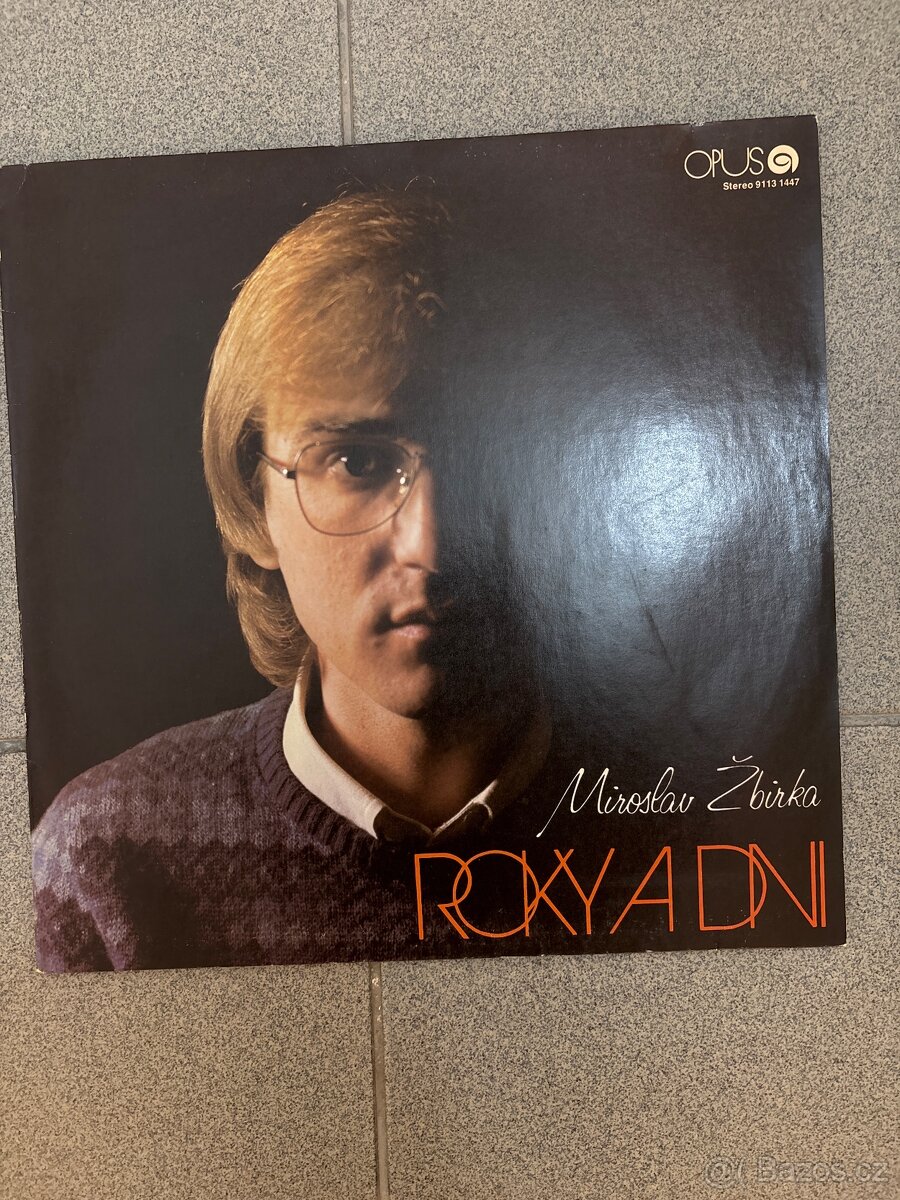 OPUS
Stereo 9113 1447
Miroslav Žbirka
ROKY A DNI
Bazos.cz